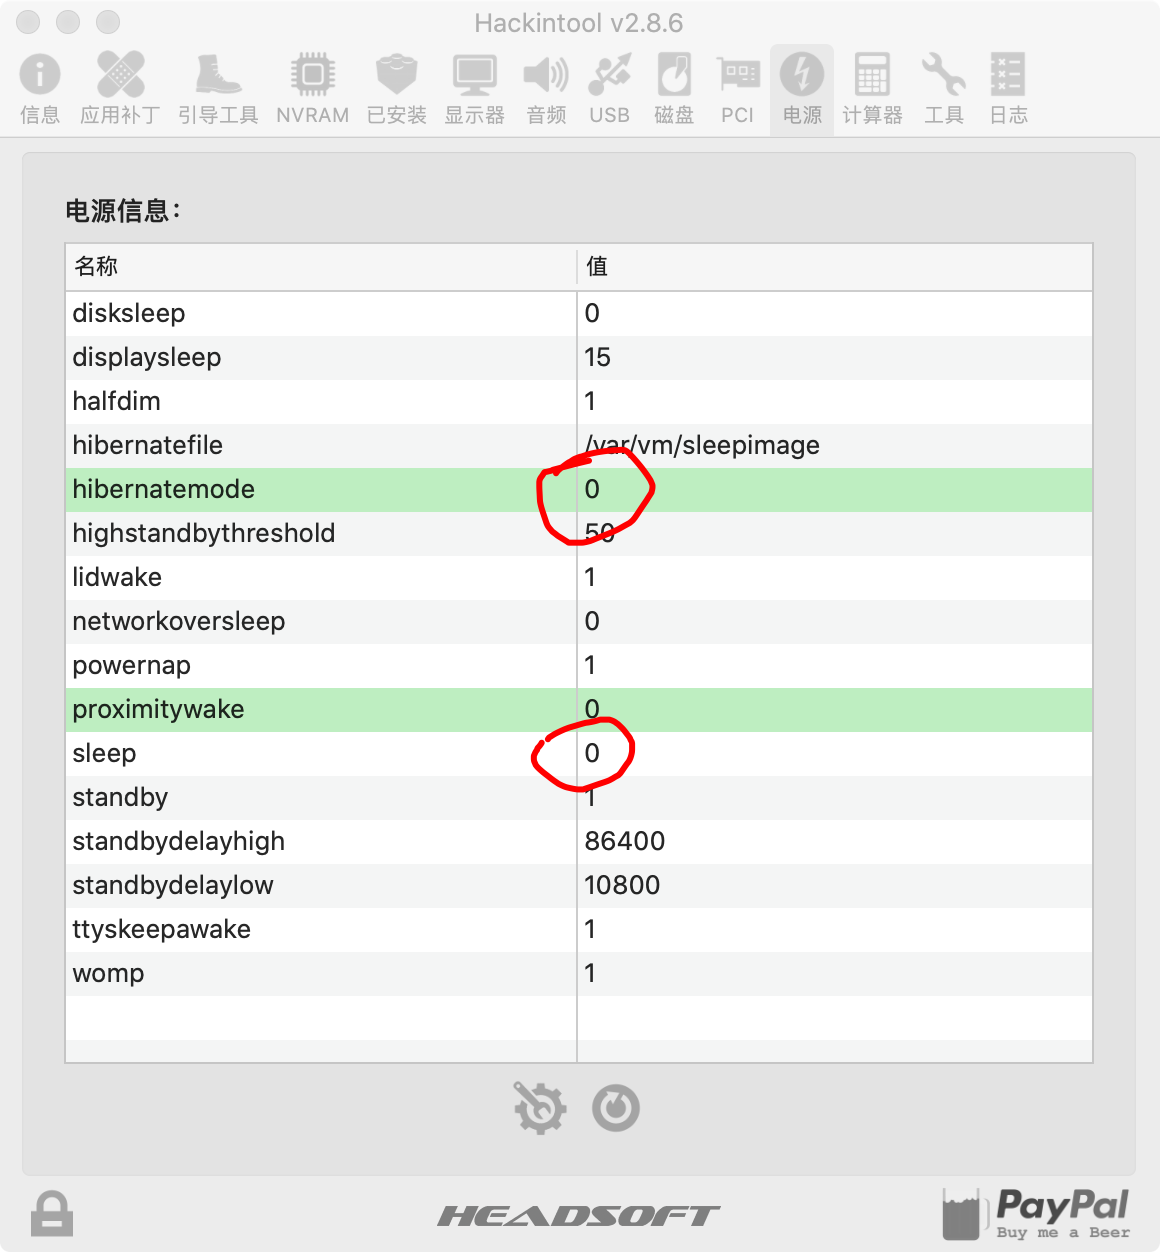 Hackintool v2.8.6
信息 应用补丁 引导工具 NVRAM 已安装 显示器 音频 USB 磁盘 PCI 电源 计算器 工具 日志
电源信息：
名称 值
disksleep 0
displaysleep 15
halfdim 1
hibernatefile /var/vm/sleepimage
hibernatemode 0
highstandbythreshold 50
lidwake 1
networkoversleep 0
powernap 1
proximitywake 0
sleep 0
standby 1
standbydelayhigh 86400
standbydelaylow 10800
ttyskeepawake 1
womp 1
HEADSOFT
PayPal
Buy me a Beer